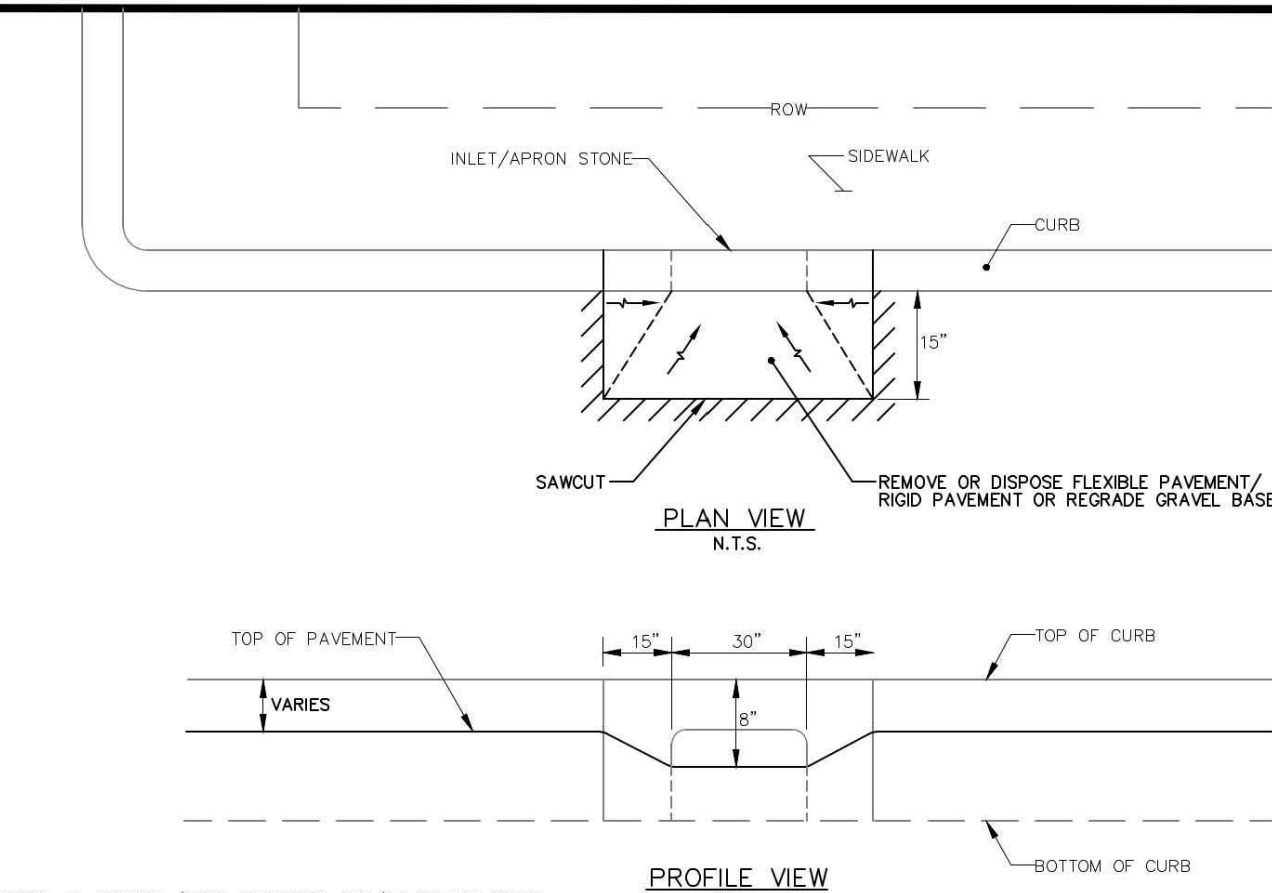 ROW
INLET/APRON STONE
SIDEWALK
CURB
15"
SAWCUT
REMOVE OR DISPOSE FLEXIBLE PAVEMENT/
RIGID PAVEMENT OR REGRADE GRAVEL BASE
PLAN VIEW
N.T.S.
TOP OF PAVEMENT
15"
30"
15"
TOP OF CURB
VARIES
8"
BOTTOM OF CURB
PROFILE VIEW